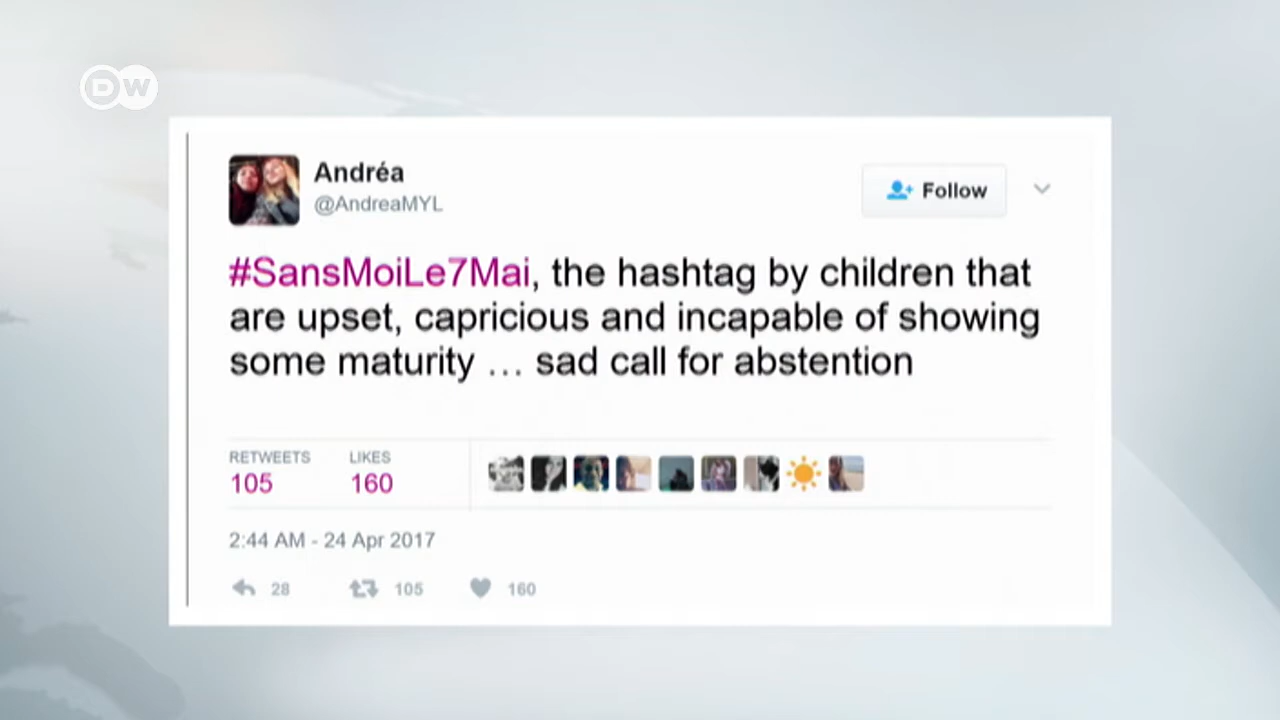 DW
Andréa
@AndreaMYL
Follow
#SansMoiLe7Mai, the hashtag by children that
are upset, capricious and incapable of showing
some maturity … sad call for abstention
RETWEETS LIKES
105 160
2:44 AM - 24 Apr 2017
28 105 160